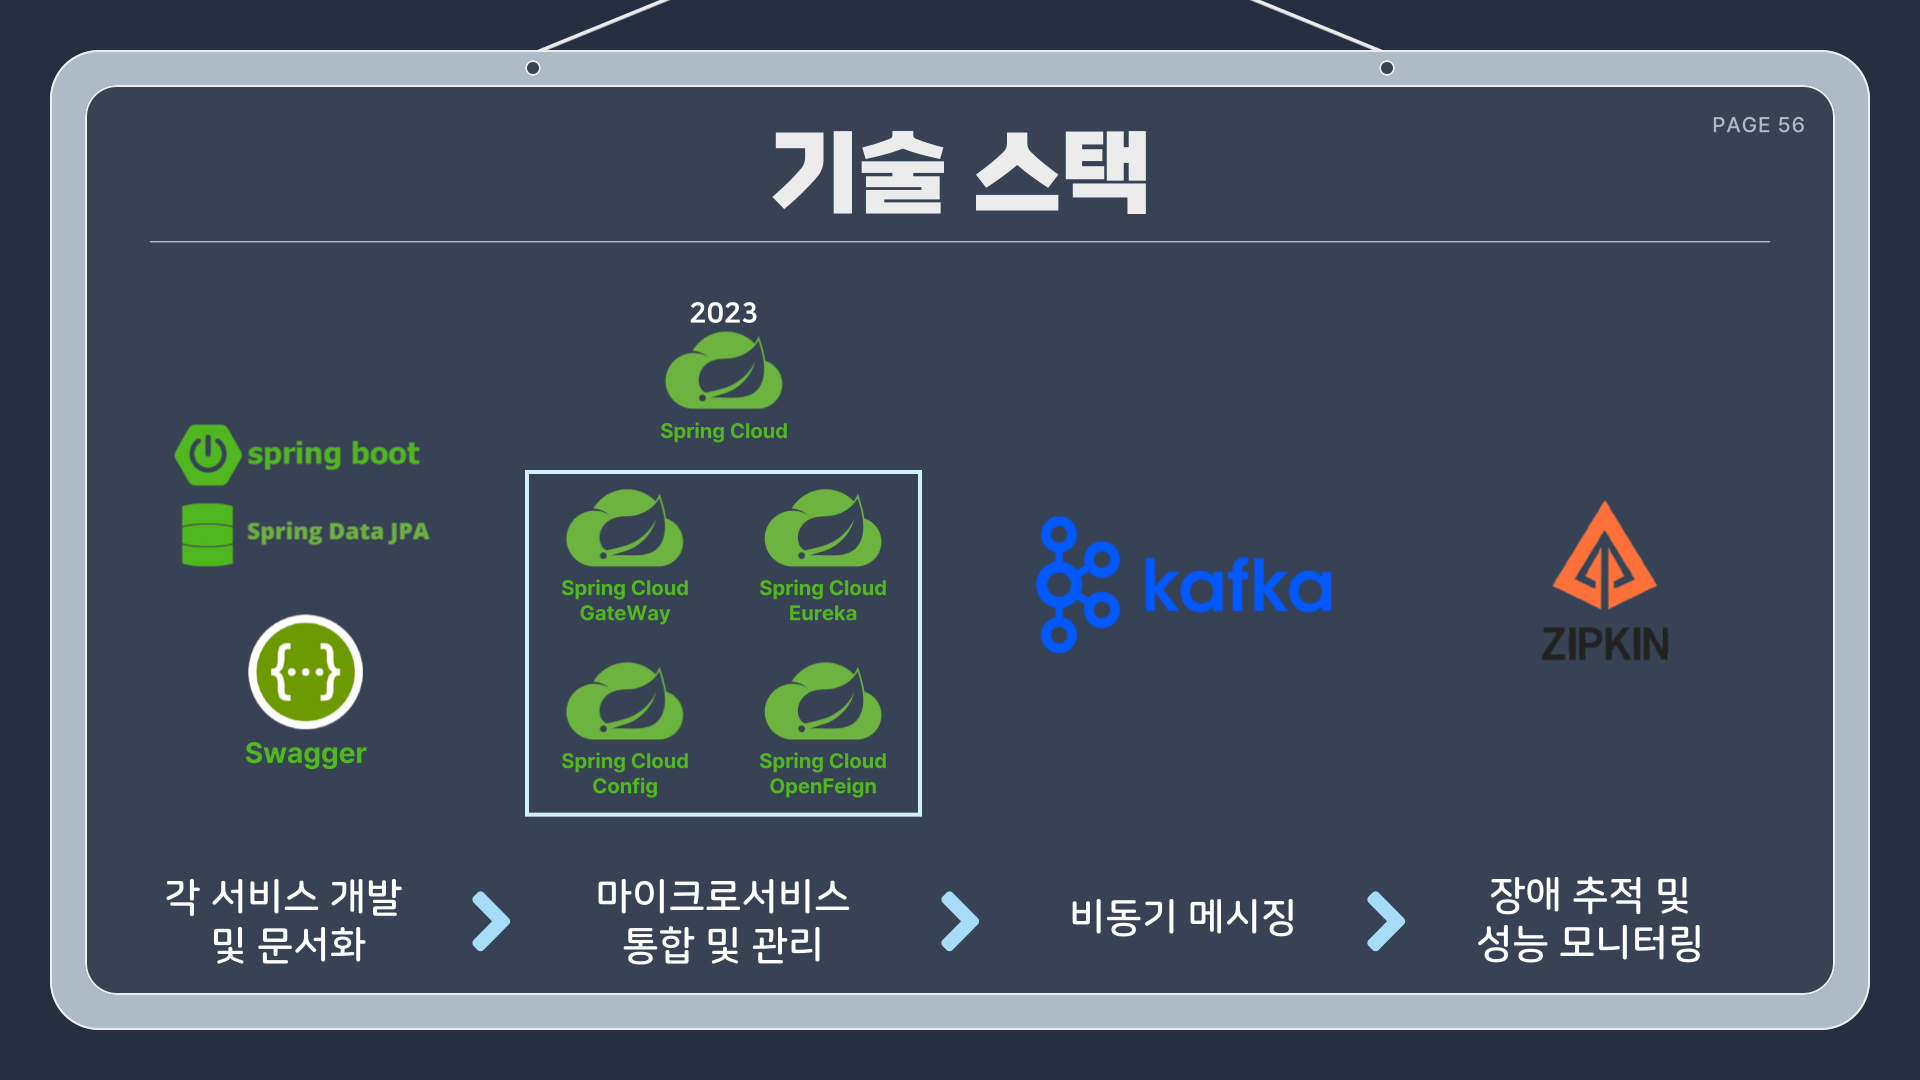 PAGE 56
기술 스택
spring boot
Spring Data JPA
Swagger
각 서비스 개발
및 문서화
2023
Spring Cloud
Spring Cloud
GateWay
Spring Cloud
Eureka
Spring Cloud
Config
Spring Cloud
OpenFeign
마이크로서비스
통합 및 관리
kafka
비동기 메시징
ZIPKIN
장애 추적 및
성능 모니터링